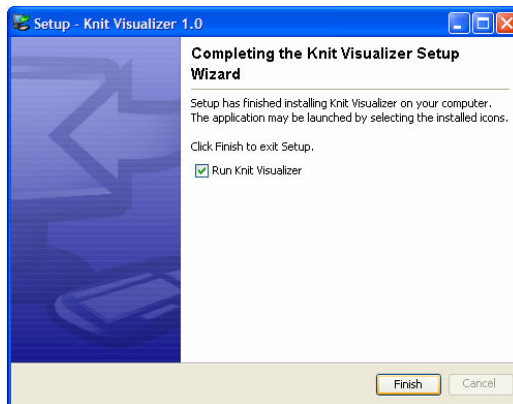 Setup - Knit Visualizer 1.0
Completing the Knit Visualizer Setup
Wizard
Setup has finished installing Knit Visualizer on your computer.
The application may be launched by selecting the installed icons.
Click Finish to exit Setup.
Run Knit Visualizer
Finish
Cancel